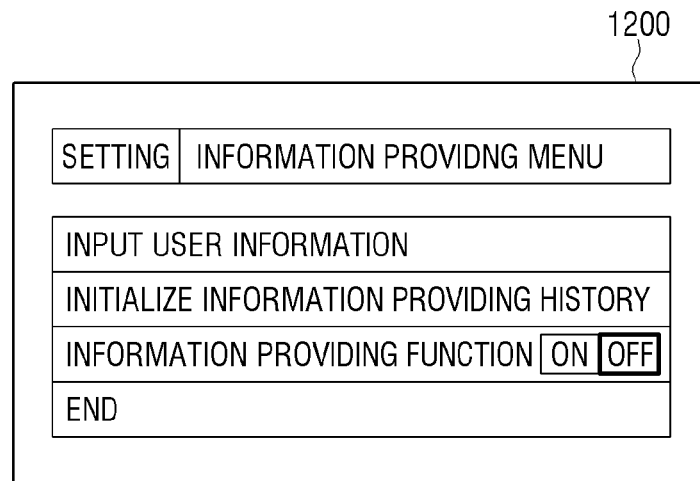 1200
SETTING INFORMATION PROVIDNG MENU
INPUT USER INFORMATION
INITIALIZE INFORMATION PROVIDING HISTORY
INFORMATION PROVIDING FUNCTION ON OFF
END